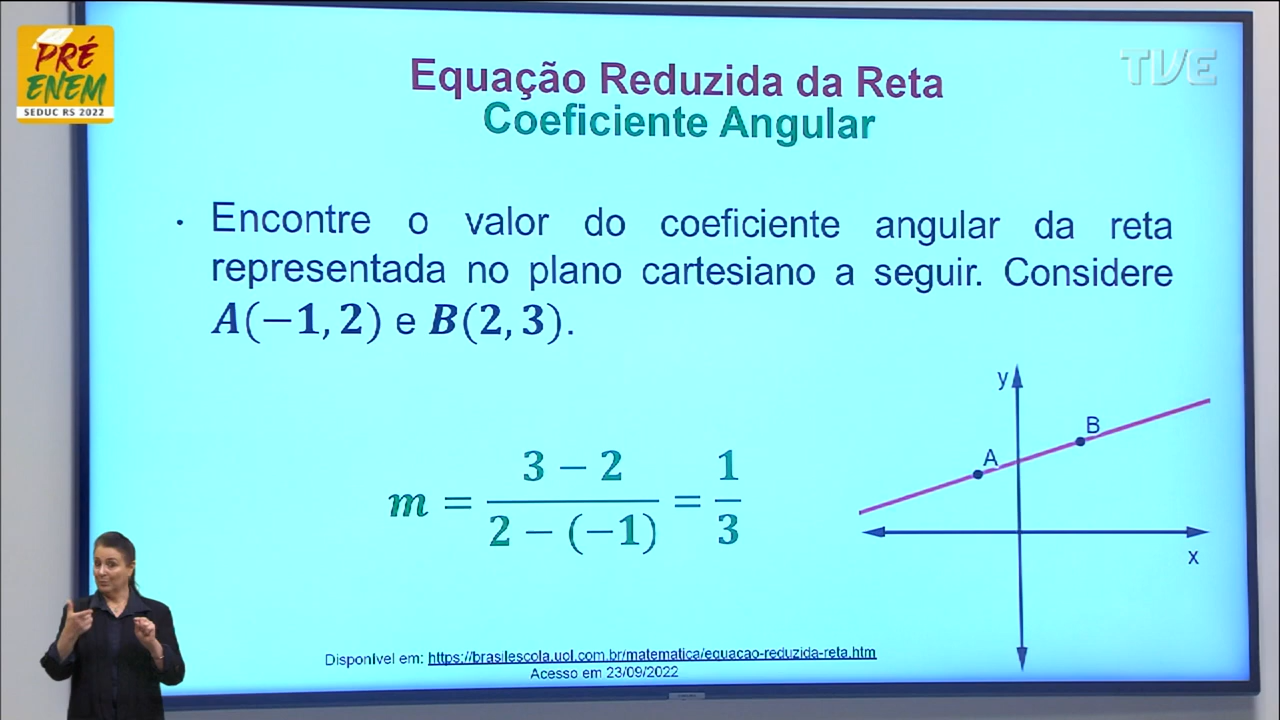 PRÉ
ENEM
SEDUC RS 2022
TVE
Equação Reduzida da Reta
Coeficiente Angular
· Encontre o valor do coeficiente angular da reta
representada no plano cartesiano a seguir. Considere
A(−1, 2) e B(2, 3).
m = (3 − 2)/(2 − (−1)) = 1/3
y
A
B
x
Disponível em: https://brasilescola.uol.com.br/matematica/equacao-reduzida-reta.htm
Acesso em 23/09/2022